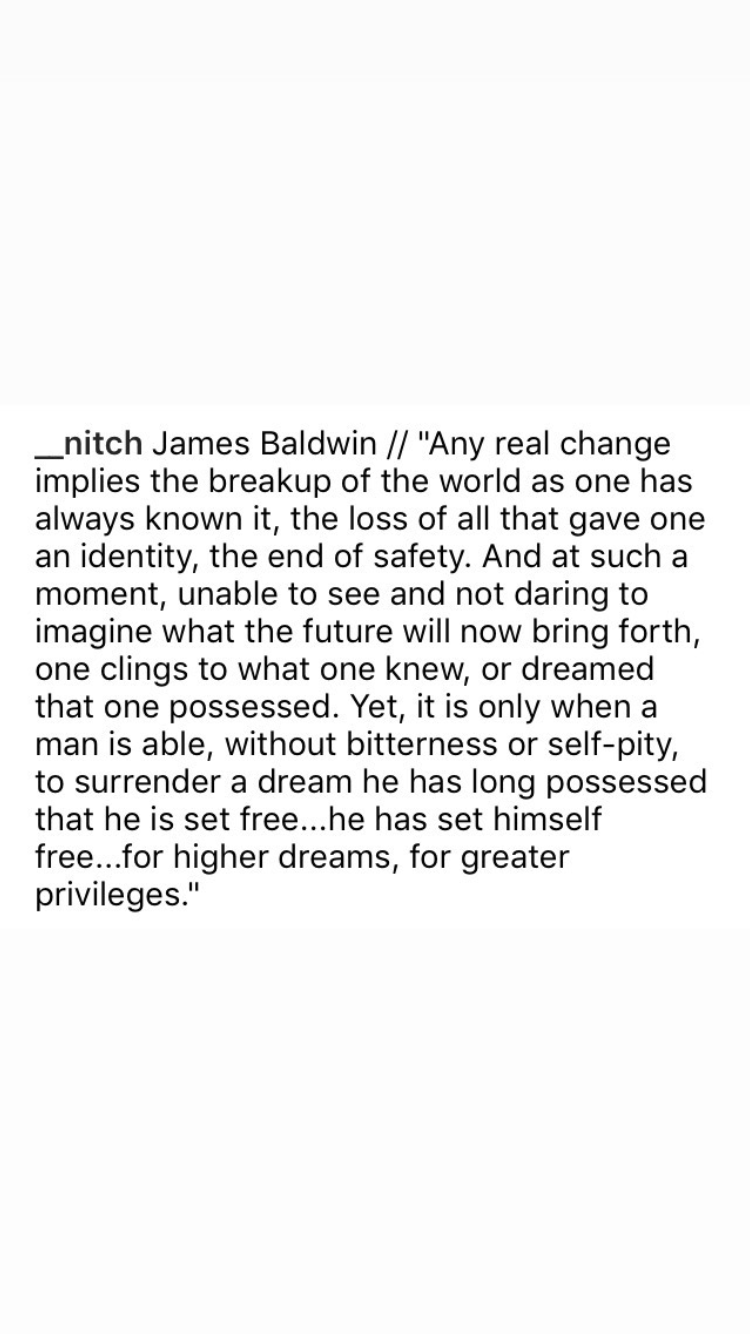 __nitch James Baldwin // "Any real change
implies the breakup of the world as one has
always known it, the loss of all that gave one
an identity, the end of safety. And at such a
moment, unable to see and not daring to
imagine what the future will now bring forth,
one clings to what one knew, or dreamed
that one possessed. Yet, it is only when a
man is able, without bitterness or self-pity,
to surrender a dream he has long possessed
that he is set free...he has set himself
free...for higher dreams, for greater
privileges."